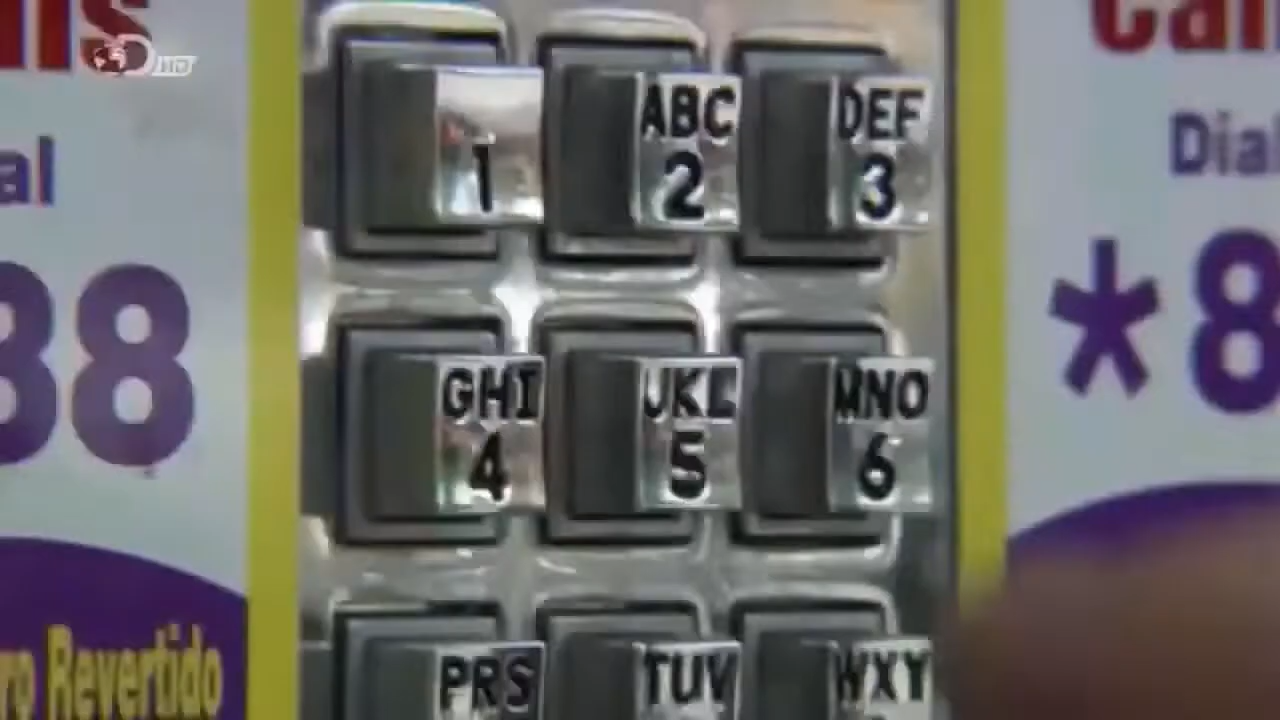 HD
al
88
ro Revertido
1
ABC
2
DEF
3
GHI
4
JKL
5
MNO
6
PRS
TUV
WXY
Dial
*8